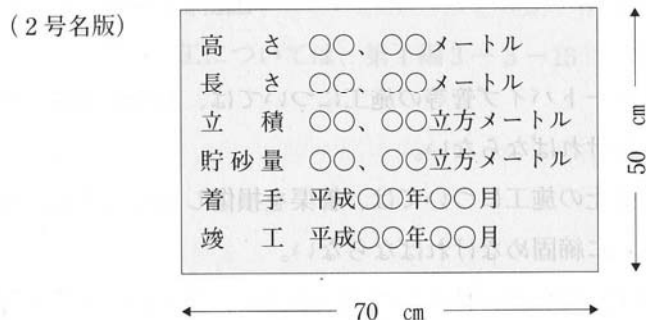 （2号名版）
高　さ　○○、○○メートル
長　さ　○○、○○メートル
立　積　○○、○○立方メートル
貯砂量　○○、○○立方メートル
着　手　平成○○年○○月
竣　工　平成○○年○○月
50 cm
70 cm